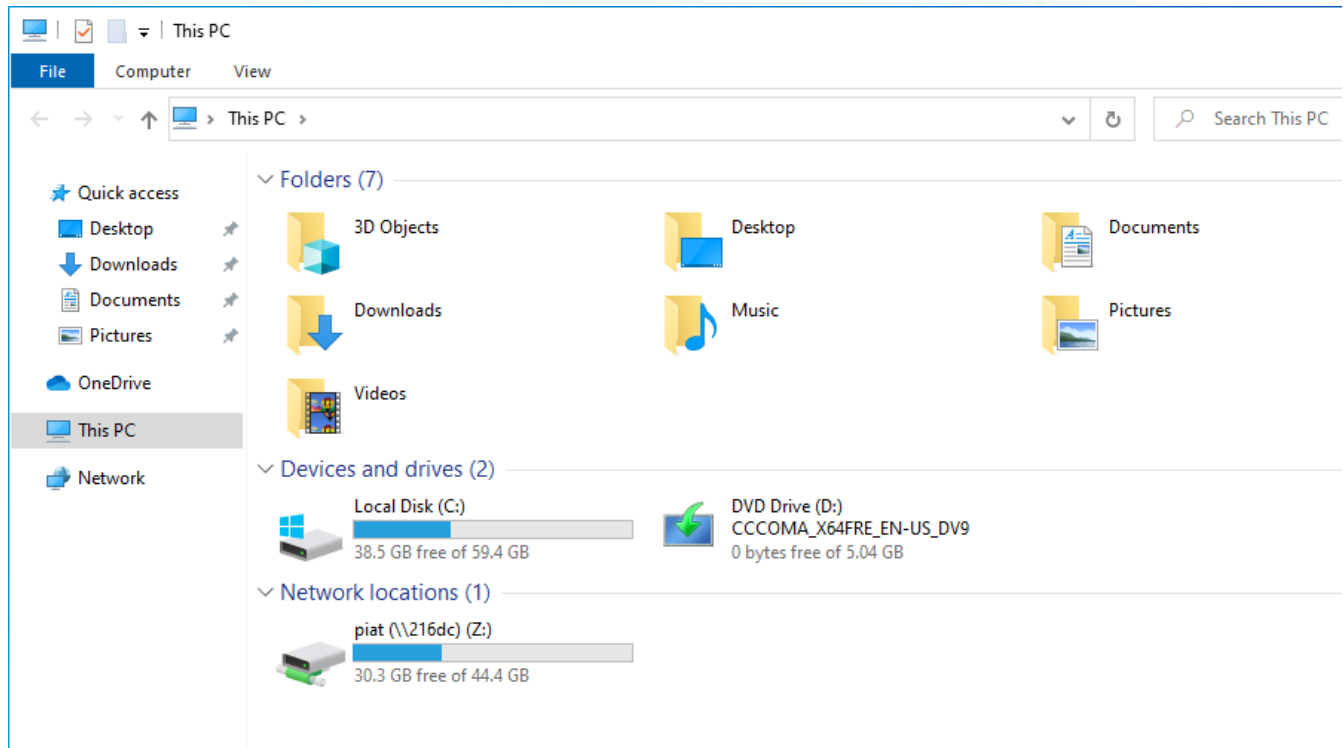 This PC
File Computer View
This PC
Search This PC
Quick access
Desktop
Downloads
Documents
Pictures
OneDrive
This PC
Network
Folders (7)
3D Objects
Desktop
Documents
Downloads
Music
Pictures
Videos
Devices and drives (2)
Local Disk (C:)
38.5 GB free of 59.4 GB
DVD Drive (D:)
CCCOMA_X64FRE_EN-US_DV9
0 bytes free of 5.04 GB
Network locations (1)
piat (\\216dc) (Z:)
30.3 GB free of 44.4 GB